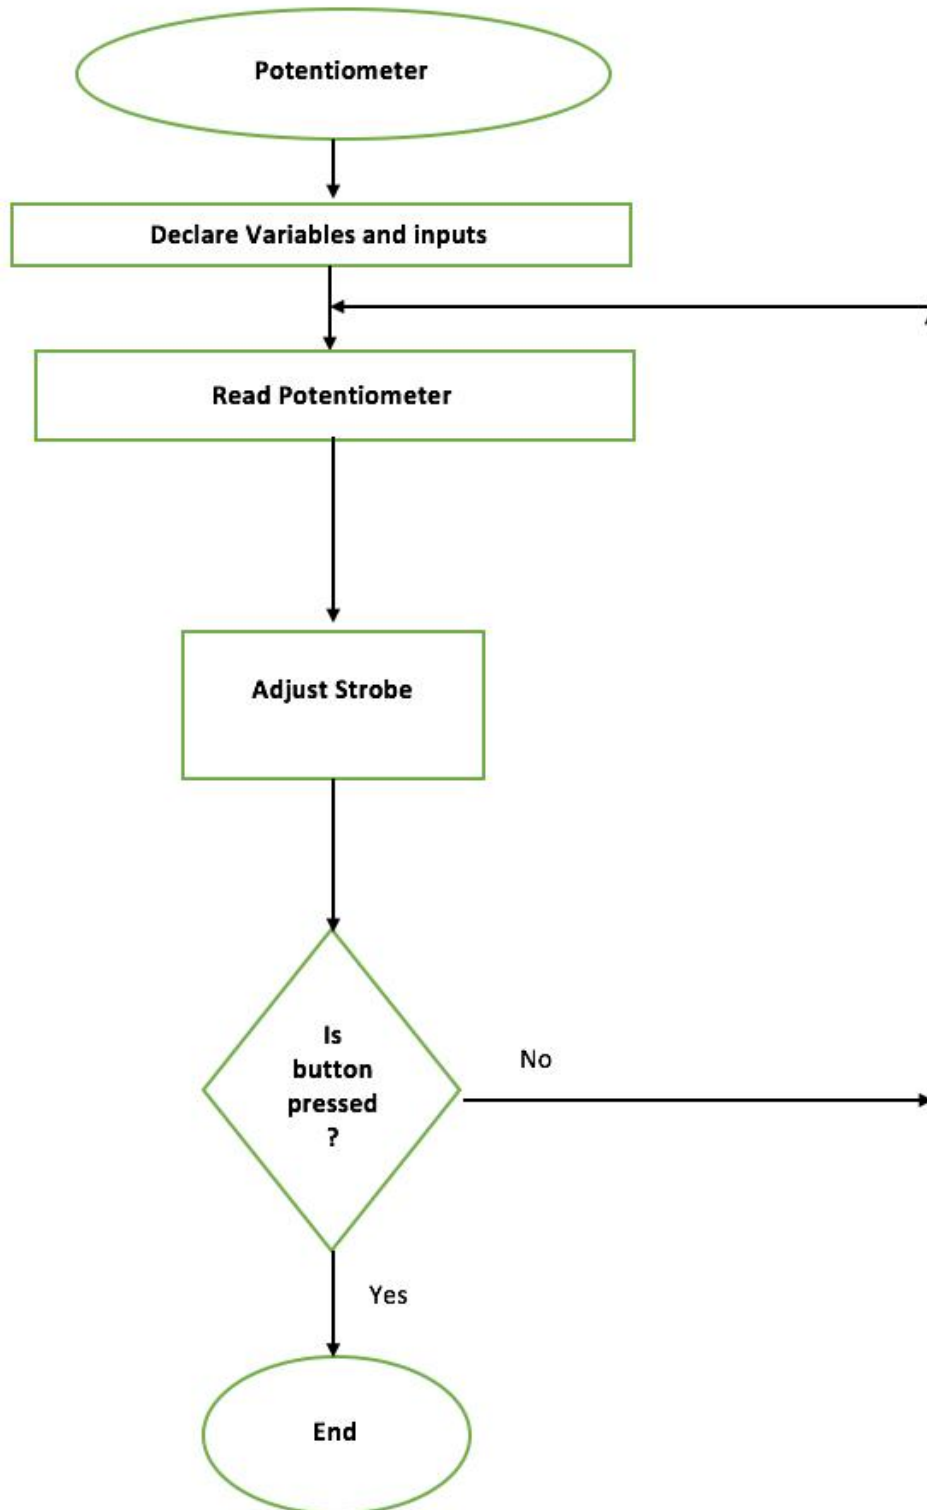 Potentiometer
Declare Variables and inputs
Read Potentiometer
Adjust Strobe
Is
button
pressed
?
No
Yes
End